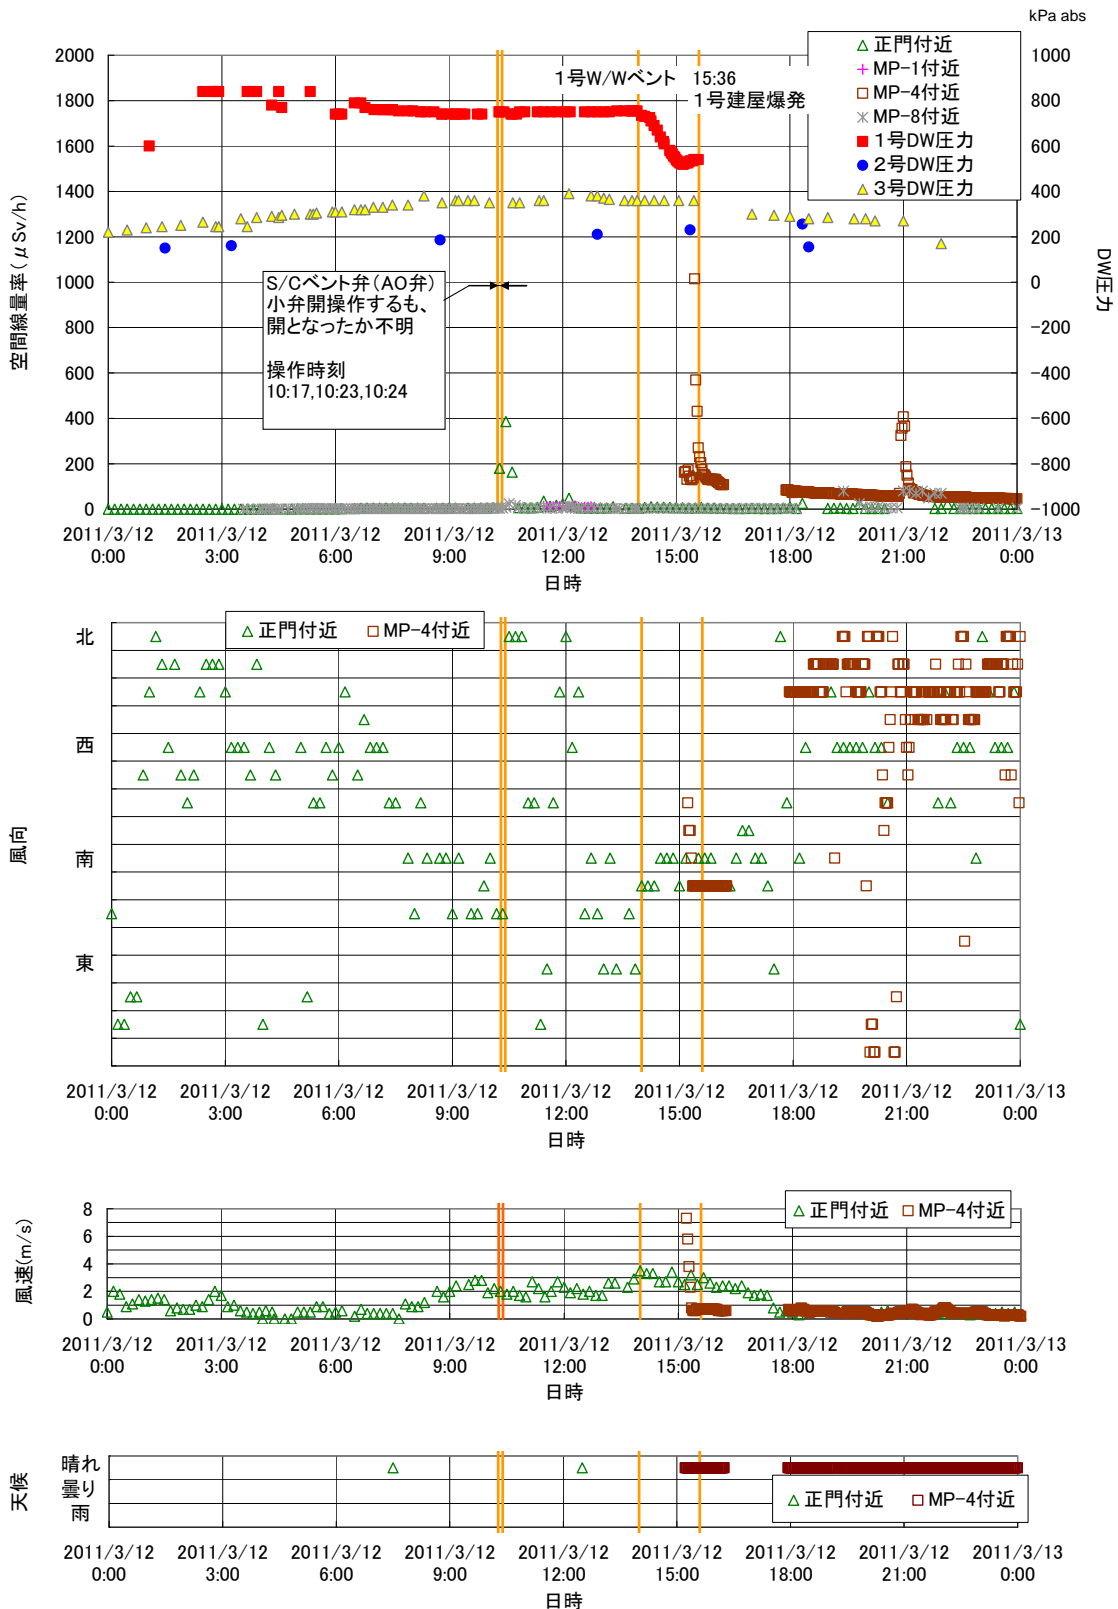 kPa abs
2000
1800
1600
1400
1200
1000
800
600
400
200
0
空間線量率(μSv/h)
1号W/Wベント 15:36
1号建屋爆発
正門付近
MP-1付近
MP-4付近
MP-8付近
1号DW圧力
2号DW圧力
3号DW圧力
1000
800
600
400
200
0
-200
-400
-600
-800
-1000
DW圧力
S/Cベント弁(AO弁)
小弁開操作するも、
開となったか不明
操作時刻
10:17,10:23,10:24
2011/3/12 2011/3/12 2011/3/12 2011/3/12 2011/3/12 2011/3/12 2011/3/12 2011/3/12 2011/3/13
0:00 3:00 6:00 9:00 12:00 15:00 18:00 21:00 0:00
日時
正門付近 MP-4付近
北
西
南
東
風向
2011/3/12 2011/3/12 2011/3/12 2011/3/12 2011/3/12 2011/3/12 2011/3/12 2011/3/12 2011/3/13
0:00 3:00 6:00 9:00 12:00 15:00 18:00 21:00 0:00
日時
正門付近 MP-4付近
8
6
4
2
0
風速(m/s)
2011/3/12 2011/3/12 2011/3/12 2011/3/12 2011/3/12 2011/3/12 2011/3/12 2011/3/12 2011/3/13
0:00 3:00 6:00 9:00 12:00 15:00 18:00 21:00 0:00
日時
天候
晴れ
曇り
雨
正門付近 MP-4付近
2011/3/12 2011/3/12 2011/3/12 2011/3/12 2011/3/12 2011/3/12 2011/3/12 2011/3/12 2011/3/13
0:00 3:00 6:00 9:00 12:00 15:00 18:00 21:00 0:00
日時